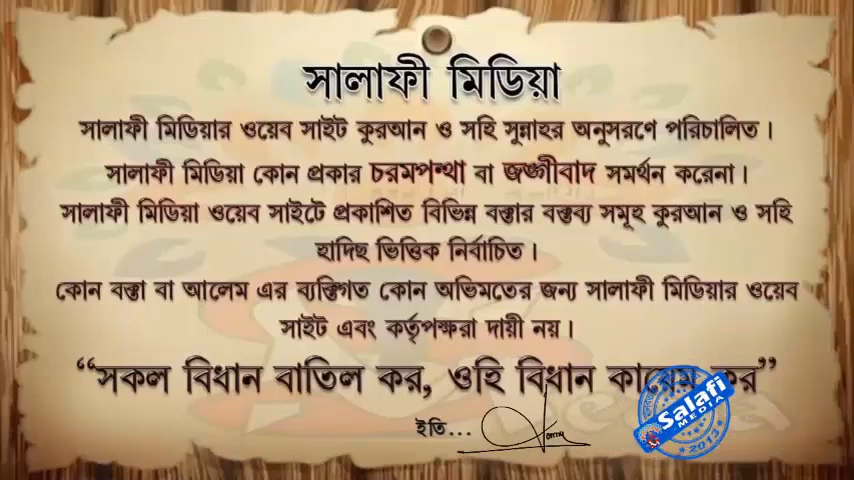 সালাফী মিডিয়া
সালাফী মিডিয়ার ওয়েব সাইট কুরআন ও সহি সুন্নাহর অনুসরণে পরিচালিত।
সালাফী মিডিয়া কোন প্রকার চরমপন্থা বা জঙ্গীবাদ সমর্থন করেনা।
সালাফী মিডিয়া ওয়েব সাইটে প্রকাশিত বিভিন্ন বক্তার বক্তব্য সমূহ কুরআন ও সহি
হাদিছ ভিত্তিক নির্বাচিত।
কোন বক্তা বা আলেম এর ব্যক্তিগত কোন অভিমতের জন্য সালাফী মিডিয়ার ওয়েব
সাইট এবং কর্তৃপক্ষরা দায়ী নয়।
“সকল বিধান বাতিল কর, ওহি বিধান কায়েম কর”
ইতি...
Salafi
MEDIA
2013